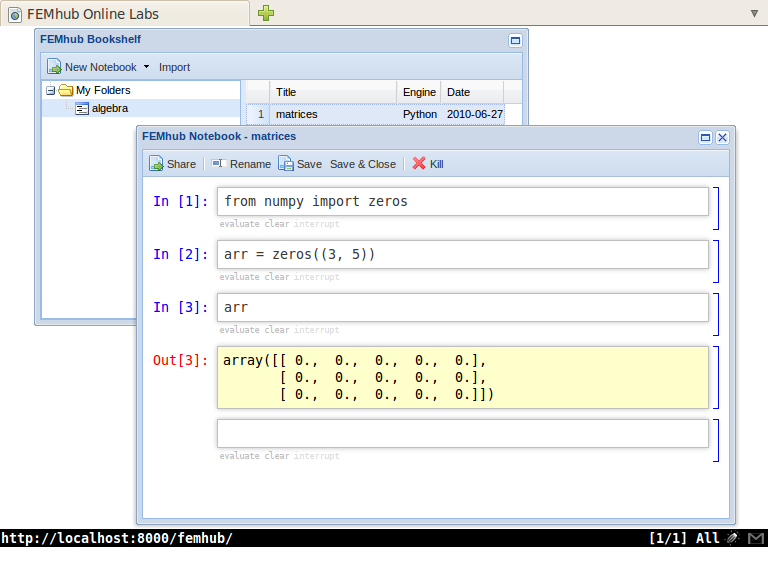 FEMhub Online Labs
FEMhub Bookshelf
New Notebook Import
My Folders
algebra
Title Engine Date
1 matrices Python 2010-06-27
FEMhub Notebook - matrices
Share Rename Save Save & Close Kill
In [1]: from numpy import zeros
evaluate clear interrupt
In [2]: arr = zeros((3, 5))
evaluate clear interrupt
In [3]: arr
evaluate clear interrupt
Out[3]: array([[ 0.,  0.,  0.,  0.,  0.],
[ 0.,  0.,  0.,  0.,  0.],
[ 0.,  0.,  0.,  0.,  0.]])
evaluate clear interrupt
http://localhost:8000/femhub/ [1/1] All